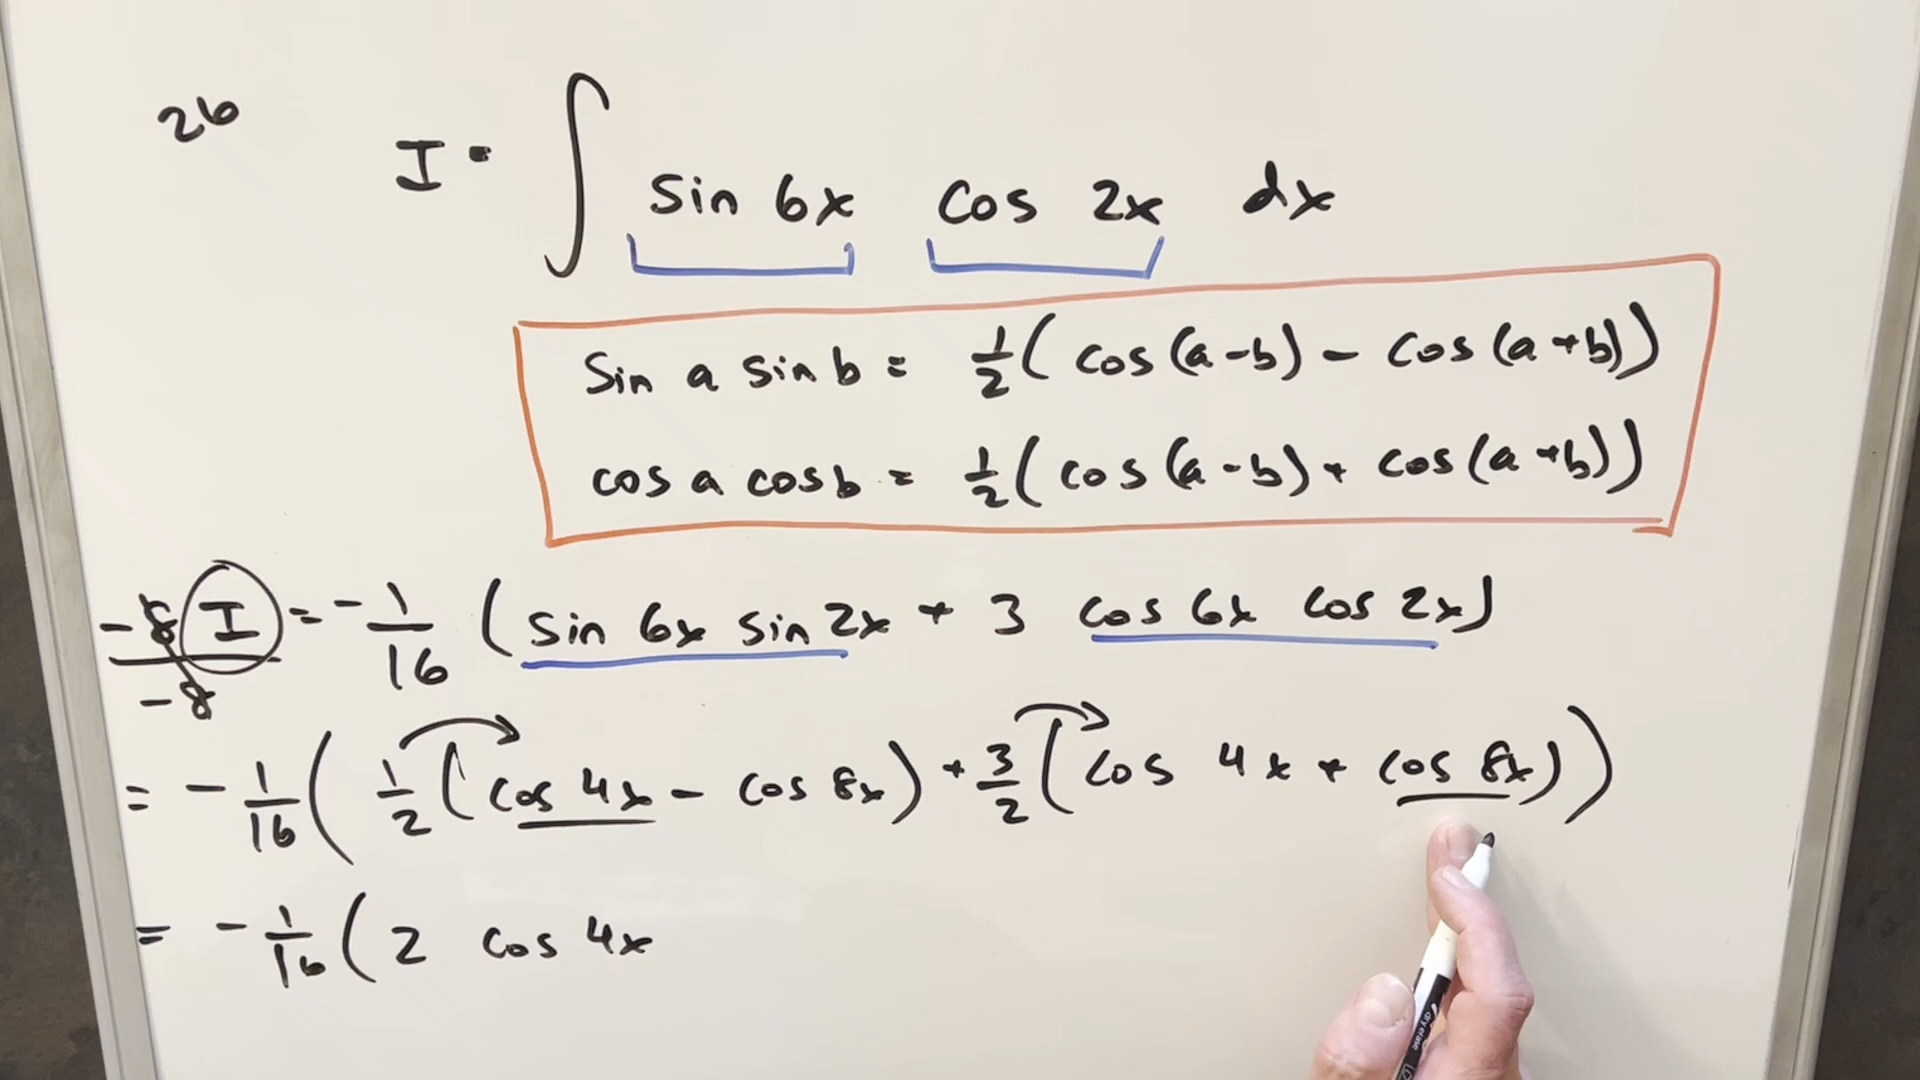 26
I = ∫ sin 6x cos 2x dx
sin a sin b = 1/2 ( cos (a - b) - cos (a + b))
cos a cos b = 1/2 ( cos (a - b) + cos (a + b))
-8 I / -8 = - 1/16 ( sin 6x sin 2x + 3 cos 6x cos 2x)
= - 1/16 ( 1/2 ( cos 4x - cos 8x) + 3/2 ( cos 4x + cos 8x))
= - 1/16 ( 2 cos 4x
dry erase